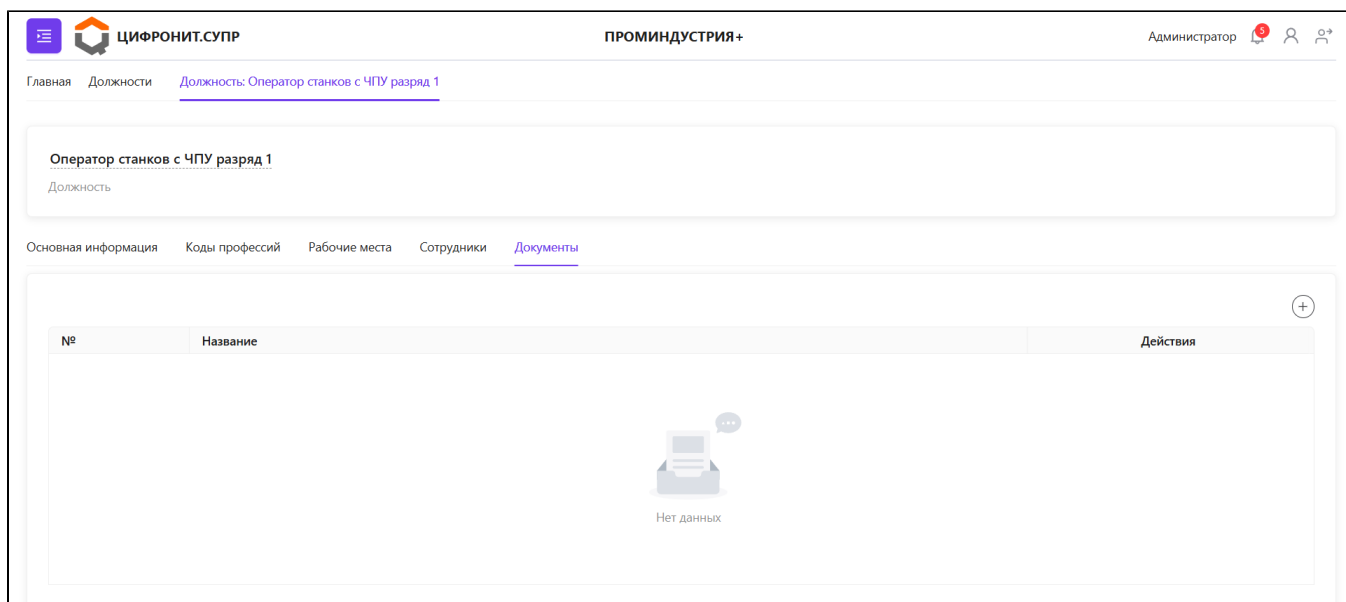 ЦИФРОНИТ.СУПР ПРОМИНДУСТРИЯ+ Администратор 5
Главная Должности Должность: Оператор станков с ЧПУ разряд 1
Оператор станков с ЧПУ разряд 1
Должность
Основная информация Коды профессий Рабочие места Сотрудники Документы
№ Название Действия
Нет данных